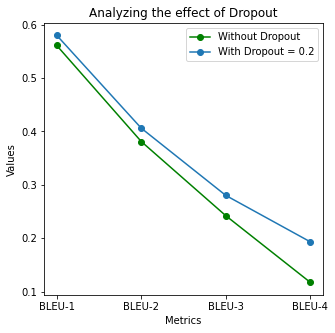 Analyzing the effect of Dropout
Without Dropout
With Dropout = 0.2
Values
0.6
0.5
0.4
0.3
0.2
0.1
BLEU-1 BLEU-2 BLEU-3 BLEU-4
Metrics